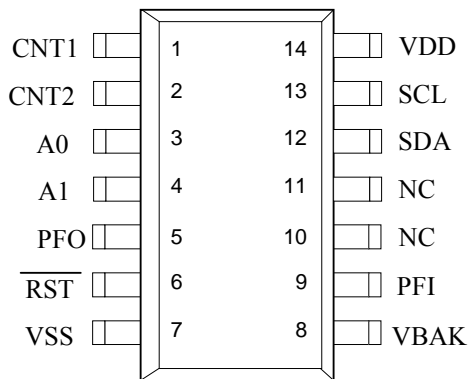 CNT1 1 14 VDD
CNT2 2 13 SCL
A0 3 12 SDA
A1 4 11 NC
PFO 5 10 NC
RST 6 9 PFI
VSS 7 8 VBAK